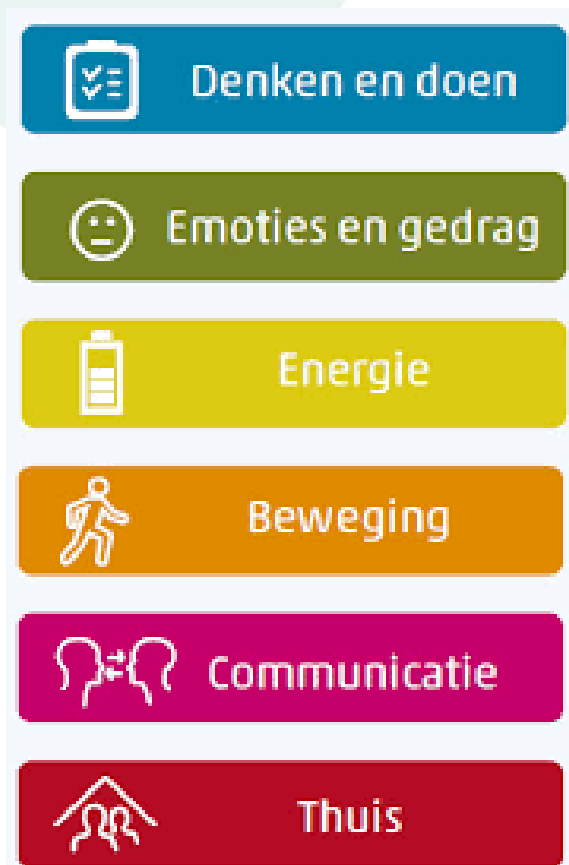 Denken en doen
Emoties en gedrag
Energie
Beweging
Communicatie
Thuis